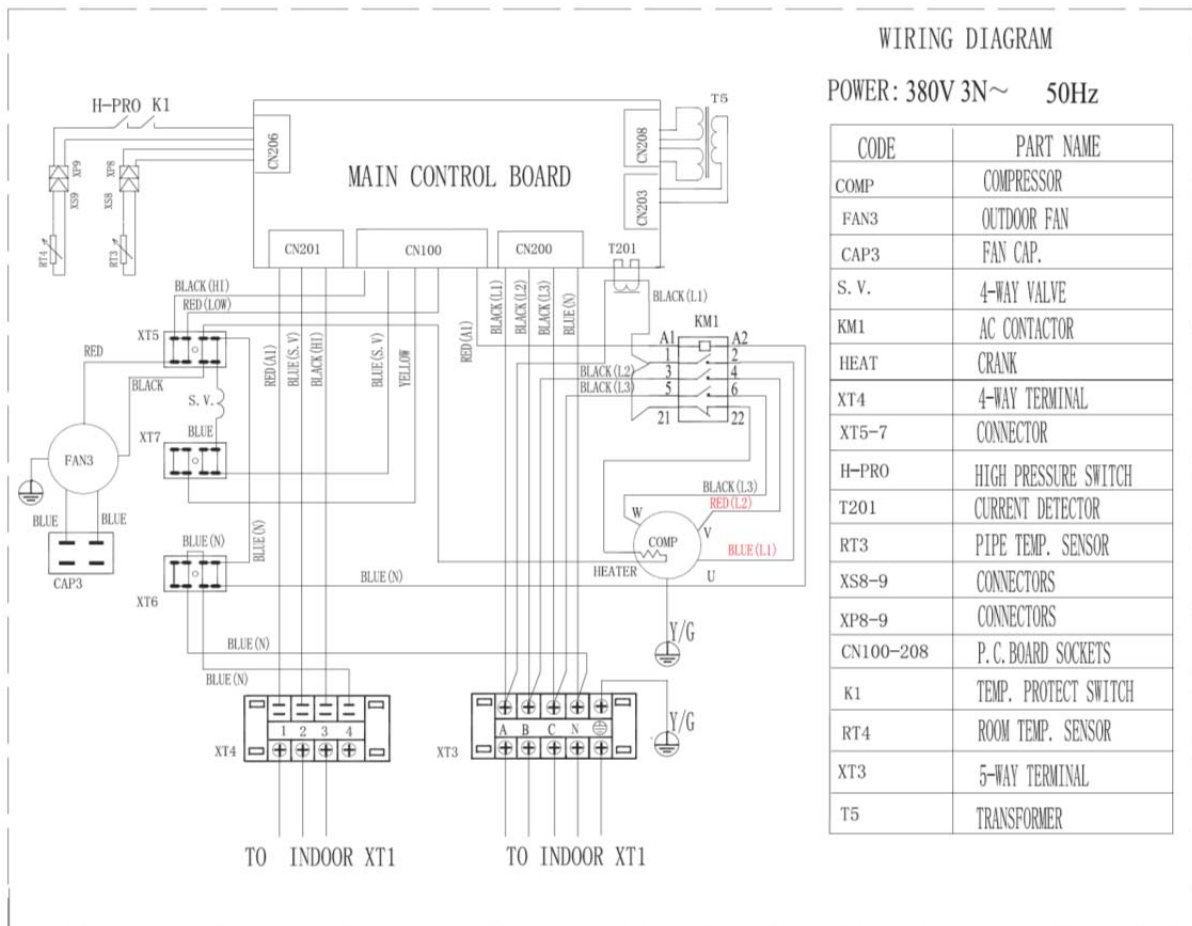 WIRING DIAGRAM
POWER: 380V 3N~ 50Hz
CODE PART NAME
COMP COMPRESSOR
FAN3 OUTDOOR FAN
CAP3 FAN CAP.
S. V. 4-WAY VALVE
KM1 AC CONTACTOR
HEAT CRANK
XT4 4-WAY TERMINAL
XT5-7 CONNECTOR
H-PRO HIGH PRESSURE SWITCH
T201 CURRENT DETECTOR
RT3 PIPE TEMP. SENSOR
XS8-9 CONNECTORS
XP8-9 CONNECTORS
CN100-208 P.C.BOARD SOCKETS
K1 TEMP. PROTECT SWITCH
RT4 ROOM TEMP. SENSOR
XT3 5-WAY TERMINAL
T5 TRANSFORMER
H-PRO K1
T5
CN206
CN208
MAIN CONTROL BOARD
XP9
XP8
XS9
XS8
CN203
RT4
RT3
CN201
CN100
CN200
T201
BLACK(HI)
RED(LOW)
BLACK(L1)
RED(A1)
BLUE(S.V)
BLACK(HI)
BLUE(S.V)
YELLOW
RED(A1)
BLACK(L1)
BLACK(L2)
BLACK(L3)
BLUE(N)
KM1
XT5
A1 A2
1 2
BLACK(L2)
3 4
BLACK(L3)
5 6
21 22
RED
BLACK
S. V.
XT7
BLUE
FAN3
BLUE
BLUE
CAP3
BLUE(N)
BLUE(N)
XT6
BLACK(L3)
RED(L2)
W
V
COMP
BLUE(L1)
HEATER
U
BLUE(N)
Y/G
BLUE(N)
BLUE(N)
XT4
1 2 3 4
XT3
A B C N
Y/G
TO INDOOR XT1
TO INDOOR XT1